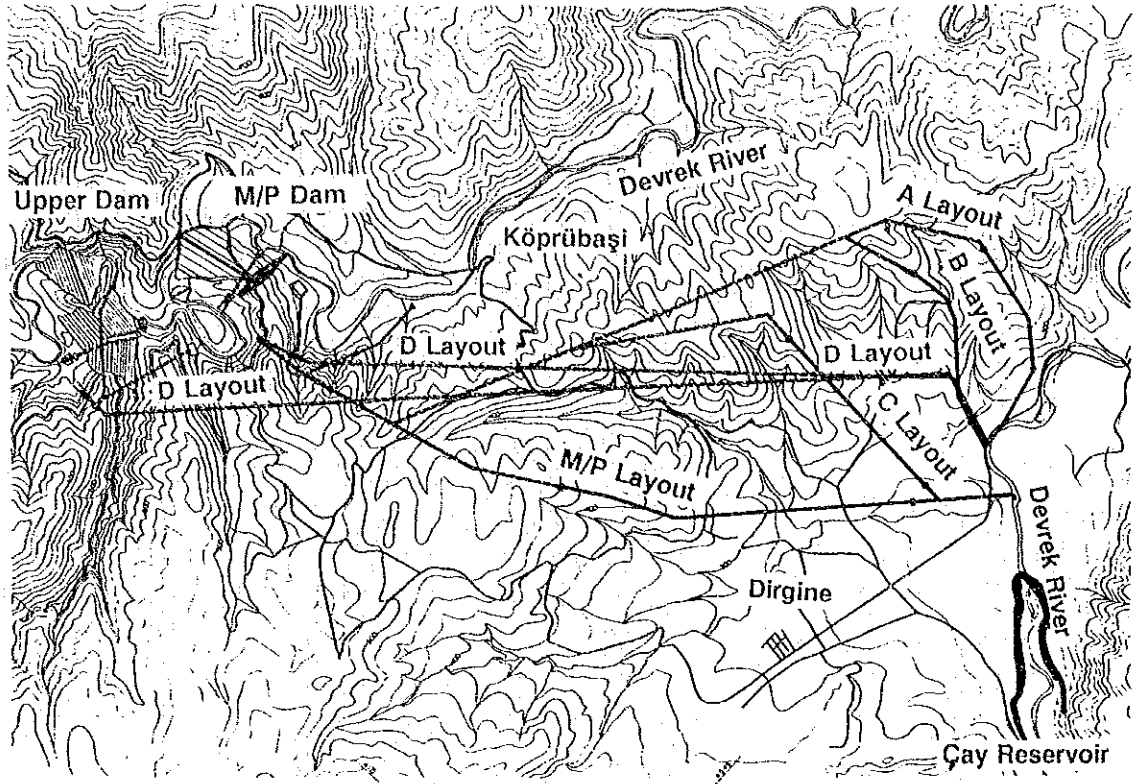 Upper Dam
M/P Dam
Devrek River
Köprübaşi
A Layout
B Layout
D Layout
D Layout
D Layout
C Layout
M/P Layout
Devrek River
Dirgine
Çay Reservoir